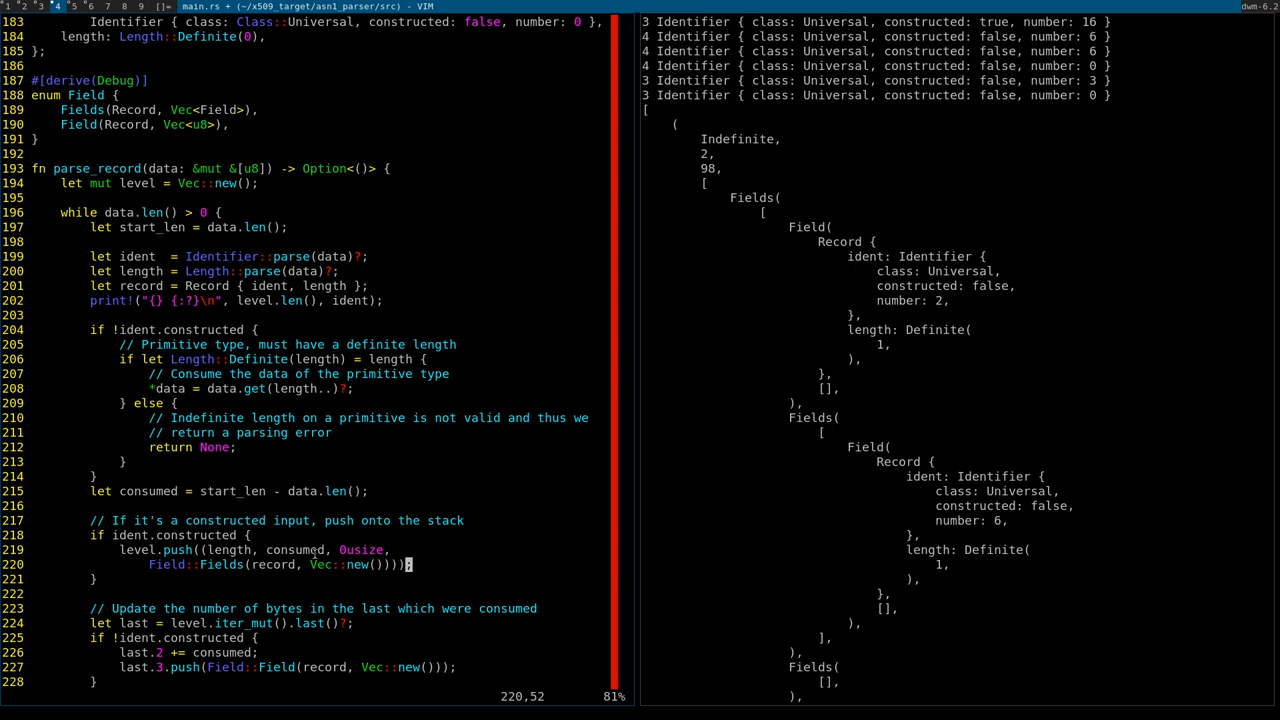 1 2 3 4 5 6 7 8 9 []= main.rs + (~/x509_target/asn1_parser/src) - VIM dwm-6.2
183         Identifier { class: Class::Universal, constructed: false, number: 0 },
184     length: Length::Definite(0),
185 };
186
187 #[derive(Debug)]
188 enum Field {
189     Fields(Record, Vec<Field>),
190     Field(Record, Vec<u8>),
191 }
192
193 fn parse_record(data: &mut &[u8]) -> Option<()> {
194     let mut level = Vec::new();
195
196     while data.len() > 0 {
197         let start_len = data.len();
198
199         let ident  = Identifier::parse(data)?;
200         let length = Length::parse(data)?;
201         let record = Record { ident, length };
202         print!("{} {:?}\n", level.len(), ident);
203
204         if !ident.constructed {
205             // Primitive type, must have a definite length
206             if let Length::Definite(length) = length {
207                 // Consume the data of the primitive type
208                 *data = data.get(length..)?;
209             } else {
210                 // Indefinite length on a primitive is not valid and thus we
211                 // return a parsing error
212                 return None;
213             }
214         }
215         let consumed = start_len - data.len();
216
217         // If it's a constructed input, push onto the stack
218         if ident.constructed {
219             level.push((length, consumed, 0usize,
220                 Field::Fields(record, Vec::new())));
221         }
222
223         // Update the number of bytes in the last which were consumed
224         let last = level.iter_mut().last()?;
225         if !ident.constructed {
226             last.2 += consumed;
227             last.3.push(Field::Field(record, Vec::new()));
228         }
220,52 81%
3 Identifier { class: Universal, constructed: true, number: 16 }
4 Identifier { class: Universal, constructed: false, number: 6 }
4 Identifier { class: Universal, constructed: false, number: 6 }
4 Identifier { class: Universal, constructed: false, number: 0 }
3 Identifier { class: Universal, constructed: false, number: 3 }
3 Identifier { class: Universal, constructed: false, number: 0 }
[
    (
        Indefinite,
        2,
        98,
        [
            Fields(
                [
                    Field(
                        Record {
                            ident: Identifier {
                                class: Universal,
                                constructed: false,
                                number: 2,
                            },
                            length: Definite(
                                1,
                            ),
                        },
                        [],
                    ),
                    Fields(
                        [
                            Field(
                                Record {
                                    ident: Identifier {
                                        class: Universal,
                                        constructed: false,
                                        number: 6,
                                    },
                                    length: Definite(
                                        1,
                                    ),
                                },
                                [],
                            ),
                        ],
                    ),
                    Fields(
                        [],
                    ),